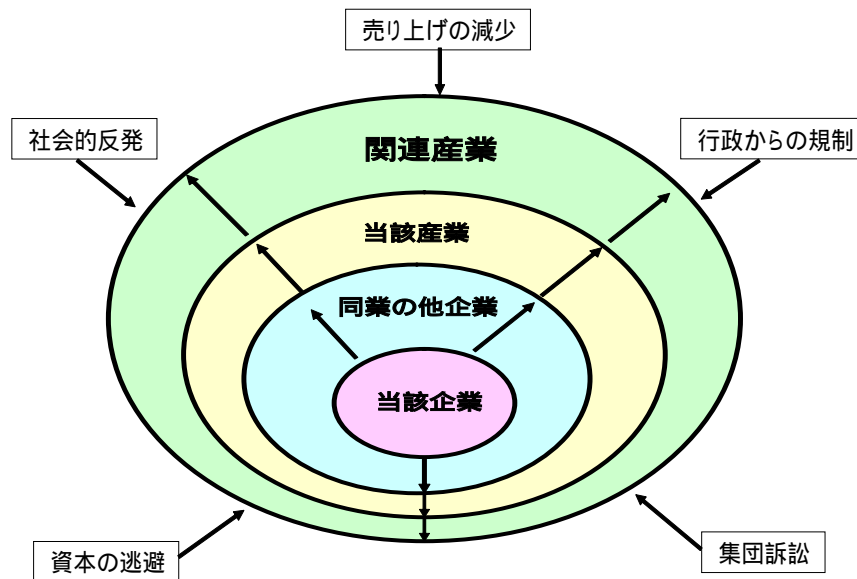 売り上げの減少
社会的反発
行政からの規制
関連産業
当該産業
同業の他企業
当該企業
資本の逃避
集団訴訟